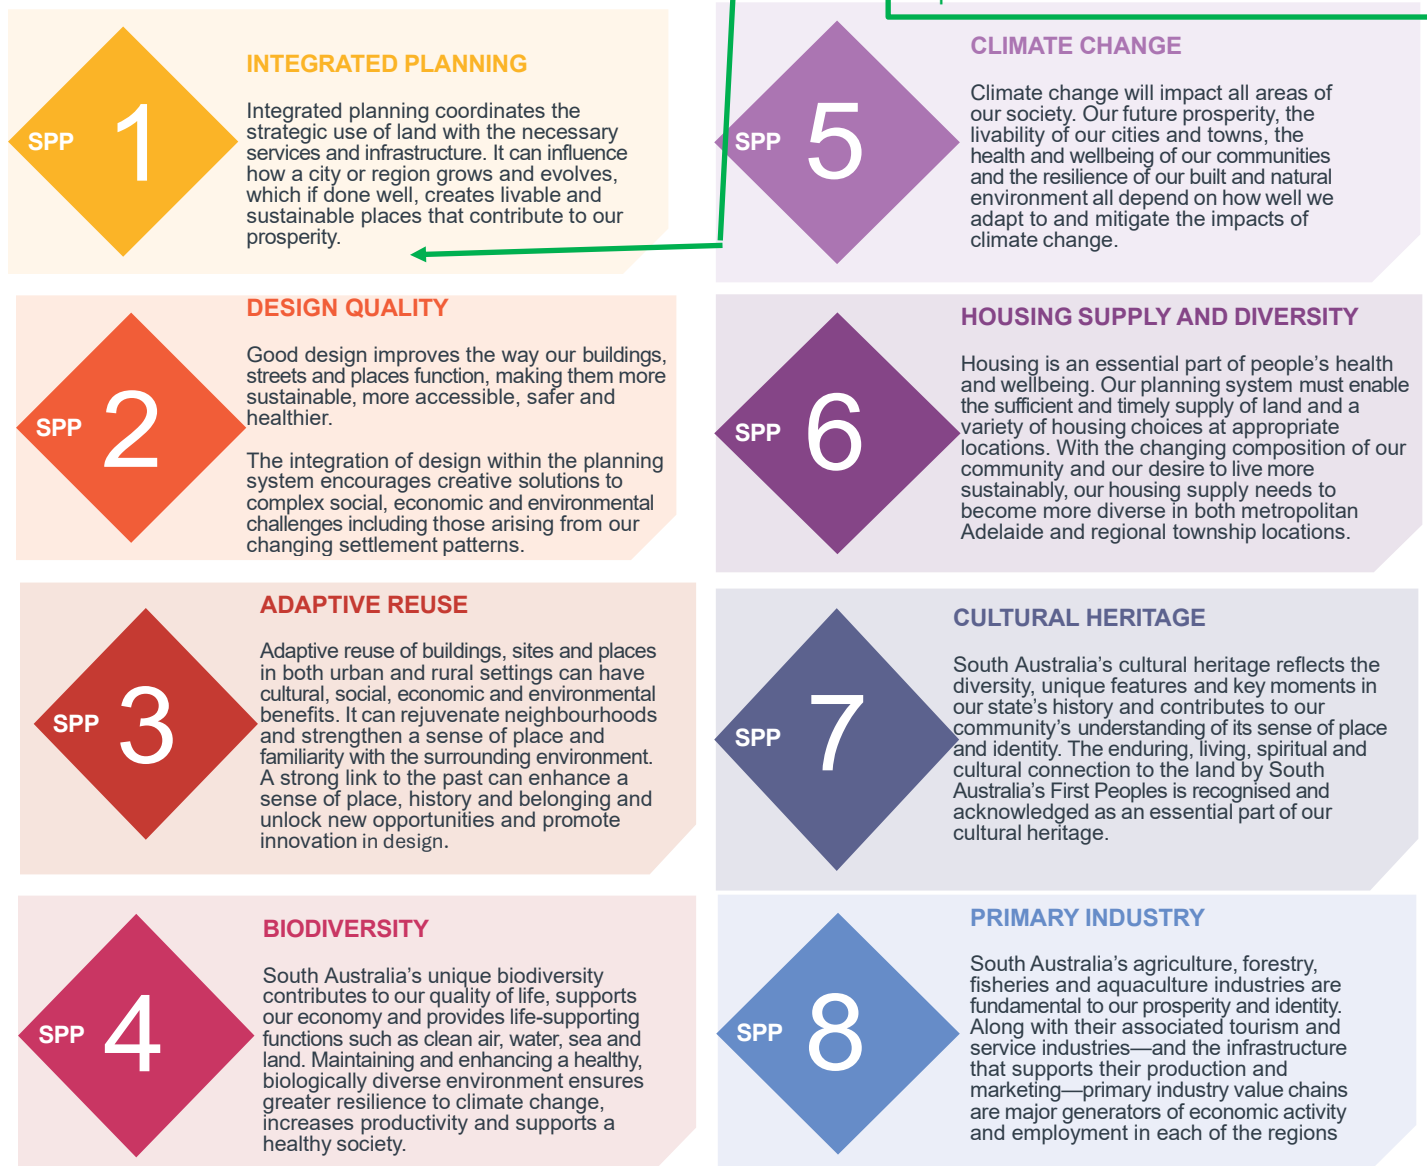 SPP 1
INTEGRATED PLANNING
Integrated planning coordinates the
strategic use of land with the necessary
services and infrastructure. It can influence
how a city or region grows and evolves,
which if done well, creates livable and
sustainable places that contribute to our
prosperity.
SPP 2
DESIGN QUALITY
Good design improves the way our buildings,
streets and places function, making them more
sustainable, more accessible, safer and
healthier.
The integration of design within the planning
system encourages creative solutions to
complex social, economic and environmental
challenges including those arising from our
changing settlement patterns.
SPP 3
ADAPTIVE REUSE
Adaptive reuse of buildings, sites and places
in both urban and rural settings can have
cultural, social, economic and environmental
benefits. It can rejuvenate neighbourhoods
and strengthen a sense of place and
familiarity with the surrounding environment.
A strong link to the past can enhance a
sense of place, history and belonging and
unlock new opportunities and promote
innovation in design.
SPP 4
BIODIVERSITY
South Australia’s unique biodiversity
contributes to our quality of life, supports
our economy and provides life-supporting
functions such as clean air, water, sea and
land. Maintaining and enhancing a healthy,
biologically diverse environment ensures
greater resilience to climate change,
increases productivity and supports a
healthy society.
SPP 5
CLIMATE CHANGE
Climate change will impact all areas of
our society. Our future prosperity, the
livability of our cities and towns, the
health and wellbeing of our communities
and the resilience of our built and natural
environment all depend on how well we
adapt to and mitigate the impacts of
climate change.
SPP 6
HOUSING SUPPLY AND DIVERSITY
Housing is an essential part of people’s health
and wellbeing. Our planning system must enable
the sufficient and timely supply of land and a
variety of housing choices at appropriate
locations. With the changing composition of our
community and our desire to live more
sustainably, our housing supply needs to
become more diverse in both metropolitan
Adelaide and regional township locations.
SPP 7
CULTURAL HERITAGE
South Australia’s cultural heritage reflects the
diversity, unique features and key moments in
our state’s history and contributes to our
community’s understanding of its sense of place
and identity. The enduring, living, spiritual and
cultural connection to the land by South
Australia’s First Peoples is recognised and
acknowledged as an essential part of our
cultural heritage.
SPP 8
PRIMARY INDUSTRY
South Australia’s agriculture, forestry,
fisheries and aquaculture industries are
fundamental to our prosperity and identity.
Along with their associated tourism and
service industries—and the infrastructure
that supports their production and
marketing—primary industry value chains
are major generators of economic activity
and employment in each of the regions